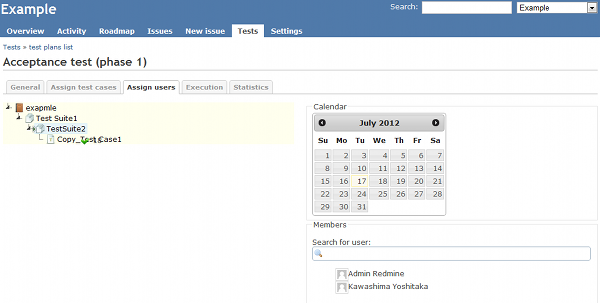 Example
Search:
Example
Overview Activity Roadmap Issues New issue Tests Settings
Tests » test plans list
Acceptance test (phase 1)
General Assign test cases Assign users Execution Statistics
exapmle
Test Suite1
TestSuite2
Copy_Test Case1
Calendar
July 2012
Su Mo Tu We Th Fr Sa
1 2 3 4 5 6 7
8 9 10 11 12 13 14
15 16 17 18 19 20 21
22 23 24 25 26 27 28
29 30 31
Members
Search for user:
Admin Redmine
Kawashima Yoshitaka